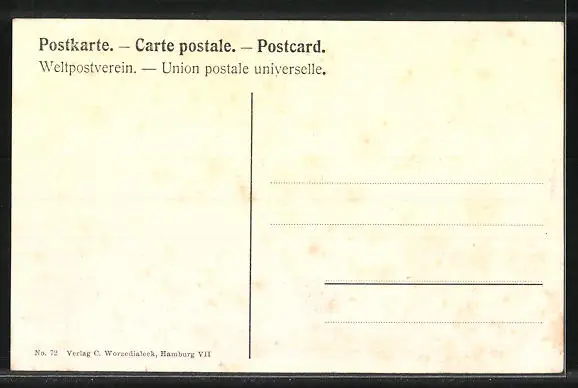 Postkarte. – Carte postale. – Postcard.
Weltpostverein. — Union postale universelle.
No. 72 Verlag C. Worzedialeck, Hamburg VII